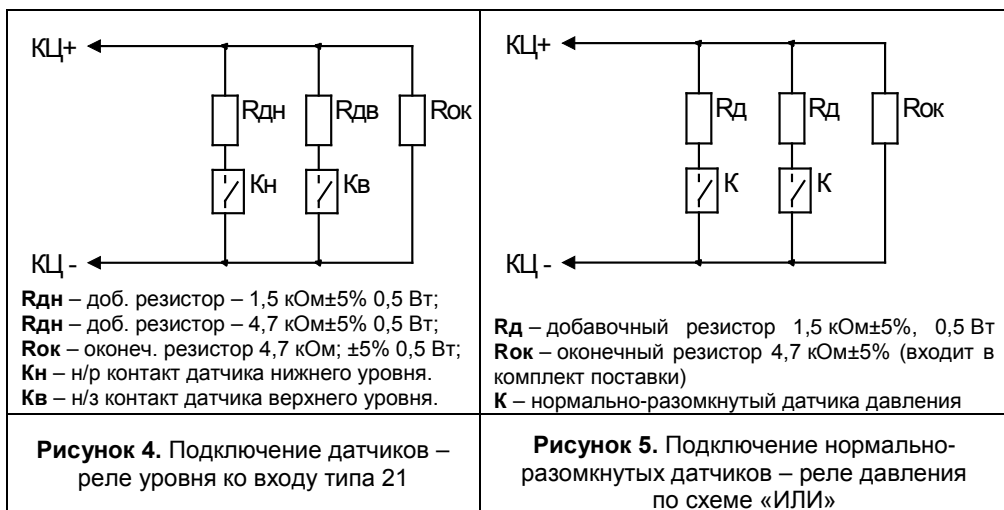 КЦ+
Rдн
Rдв
Rок
Кн
Кв
КЦ -
Rдн – доб. резистор – 1,5 кОм±5% 0,5 Вт;
Rдн – доб. резистор – 4,7 кОм±5% 0,5 Вт;
Rок – оконеч. резистор 4,7 кОм; ±5% 0,5 Вт;
Кн – н/р контакт датчика нижнего уровня.
Кв – н/з контакт датчика верхнего уровня.
Рисунок 4. Подключение датчиков –
реле уровня ко входу типа 21
КЦ+
Rд
Rд
Rок
К
К
КЦ -
Rд – добавочный резистор 1,5 кОм±5%, 0,5 Вт
Rок – оконечный резистор 4,7 кОм±5% (входит в
комплект поставки)
К – нормально-разомкнутый датчика давления
Рисунок 5. Подключение нормально-
разомкнутых датчиков – реле давления
по схеме «ИЛИ»